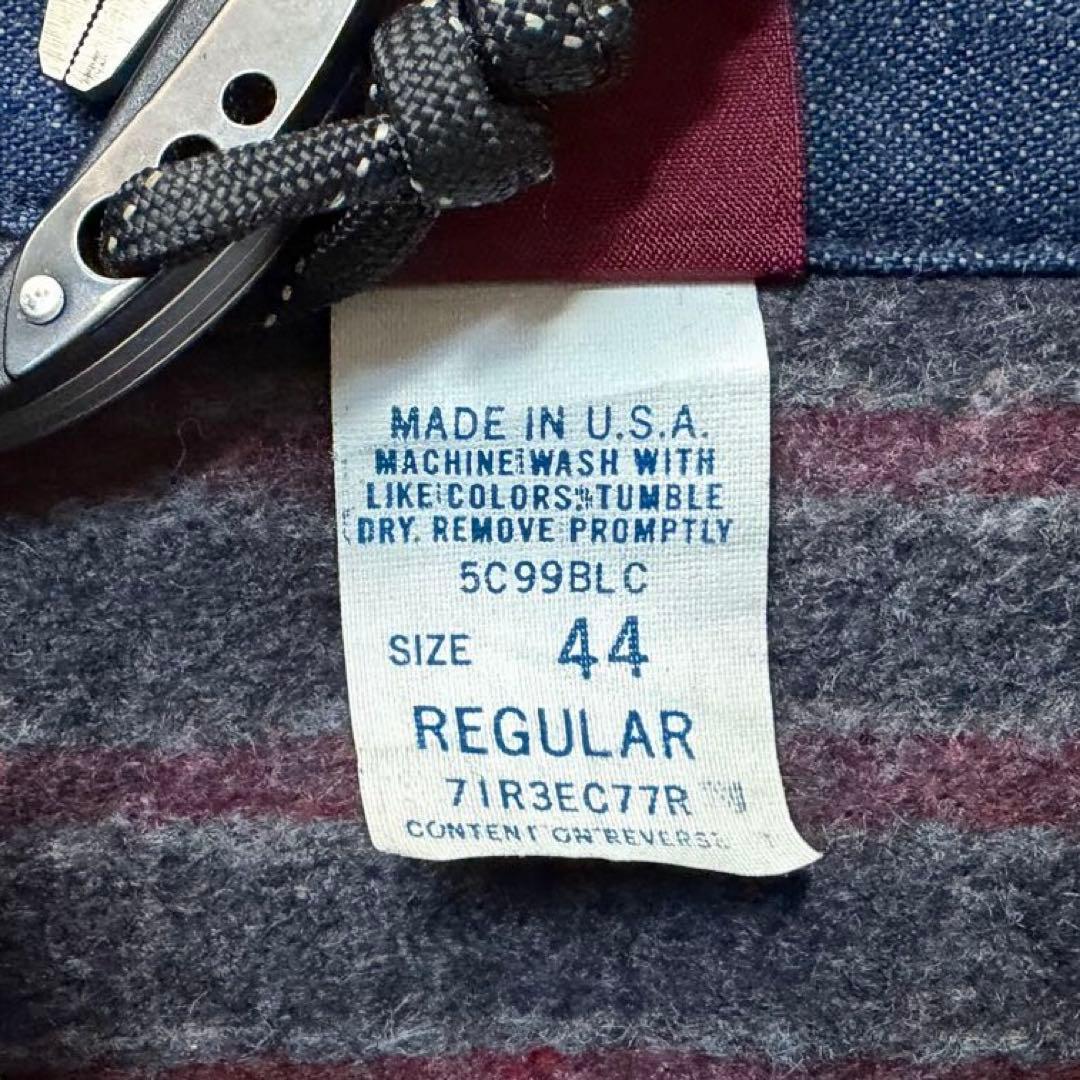 MADE IN U.S.A.
MACHINE WASH WITH
LIKE COLORS. TUMBLE
DRY. REMOVE PROMPTLY
5C99BLC
SIZE 44
REGULAR
71R3EC77R
CONTENT ON REVERSE